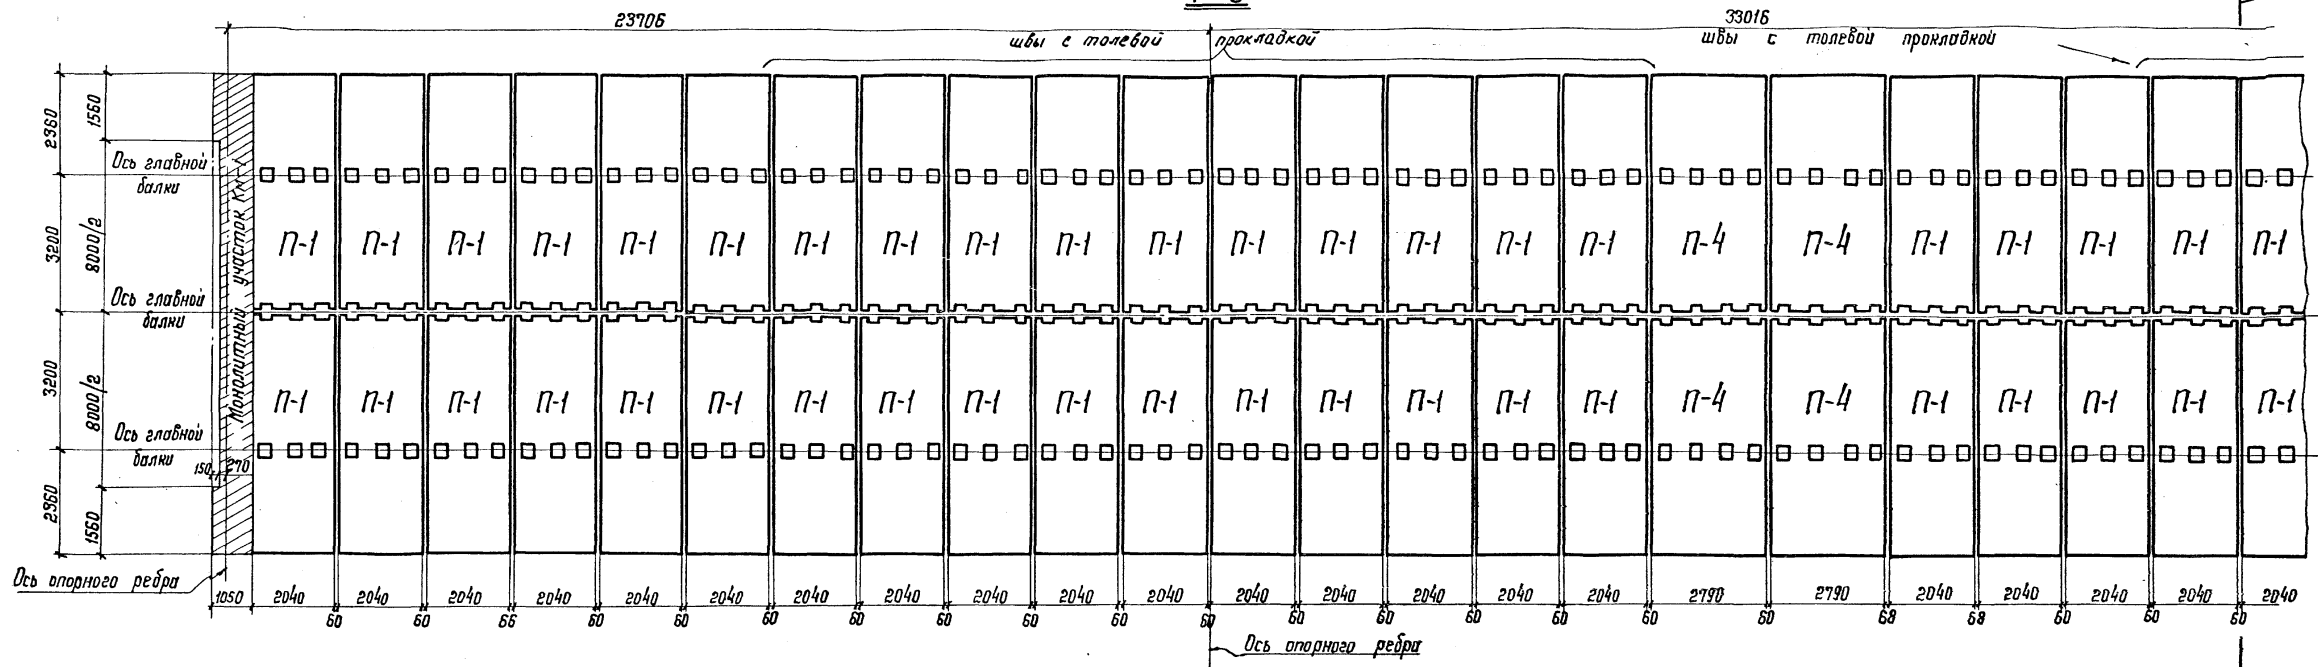 23706
33016
швы с толевой прокладкой
швы с толевой прокладкой
2360
1560
Ось главной
балки
3200
8000/2
Ось главной
балки
3200
8000/2
Ось главной
балки
150 270
2360
1560
Монолитный участок КМ-1
П-1 П-1 П-1 П-1 П-1 П-1 П-1 П-1 П-1 П-1 П-1 П-1 П-1 П-1 П-1 П-1 П-4 П-4 П-1 П-1 П-1 П-1 П-1
П-1 П-1 П-1 П-1 П-1 П-1 П-1 П-1 П-1 П-1 П-1 П-1 П-1 П-1 П-1 П-1 П-4 П-4 П-1 П-1 П-1 П-1 П-1
Ось опорного ребра
1050 2040 2040 2040 2040 2040 2040 2040 2040 2040 2040 2040 2040 2040 2040 2040 2040 2790 2790 2040 2040 2040 2040 2040
60 60 66 60 60 60 60 60 60 60 60 60 60 60 60 60 60 60 68 68 60 60 60
Ось опорного ребра